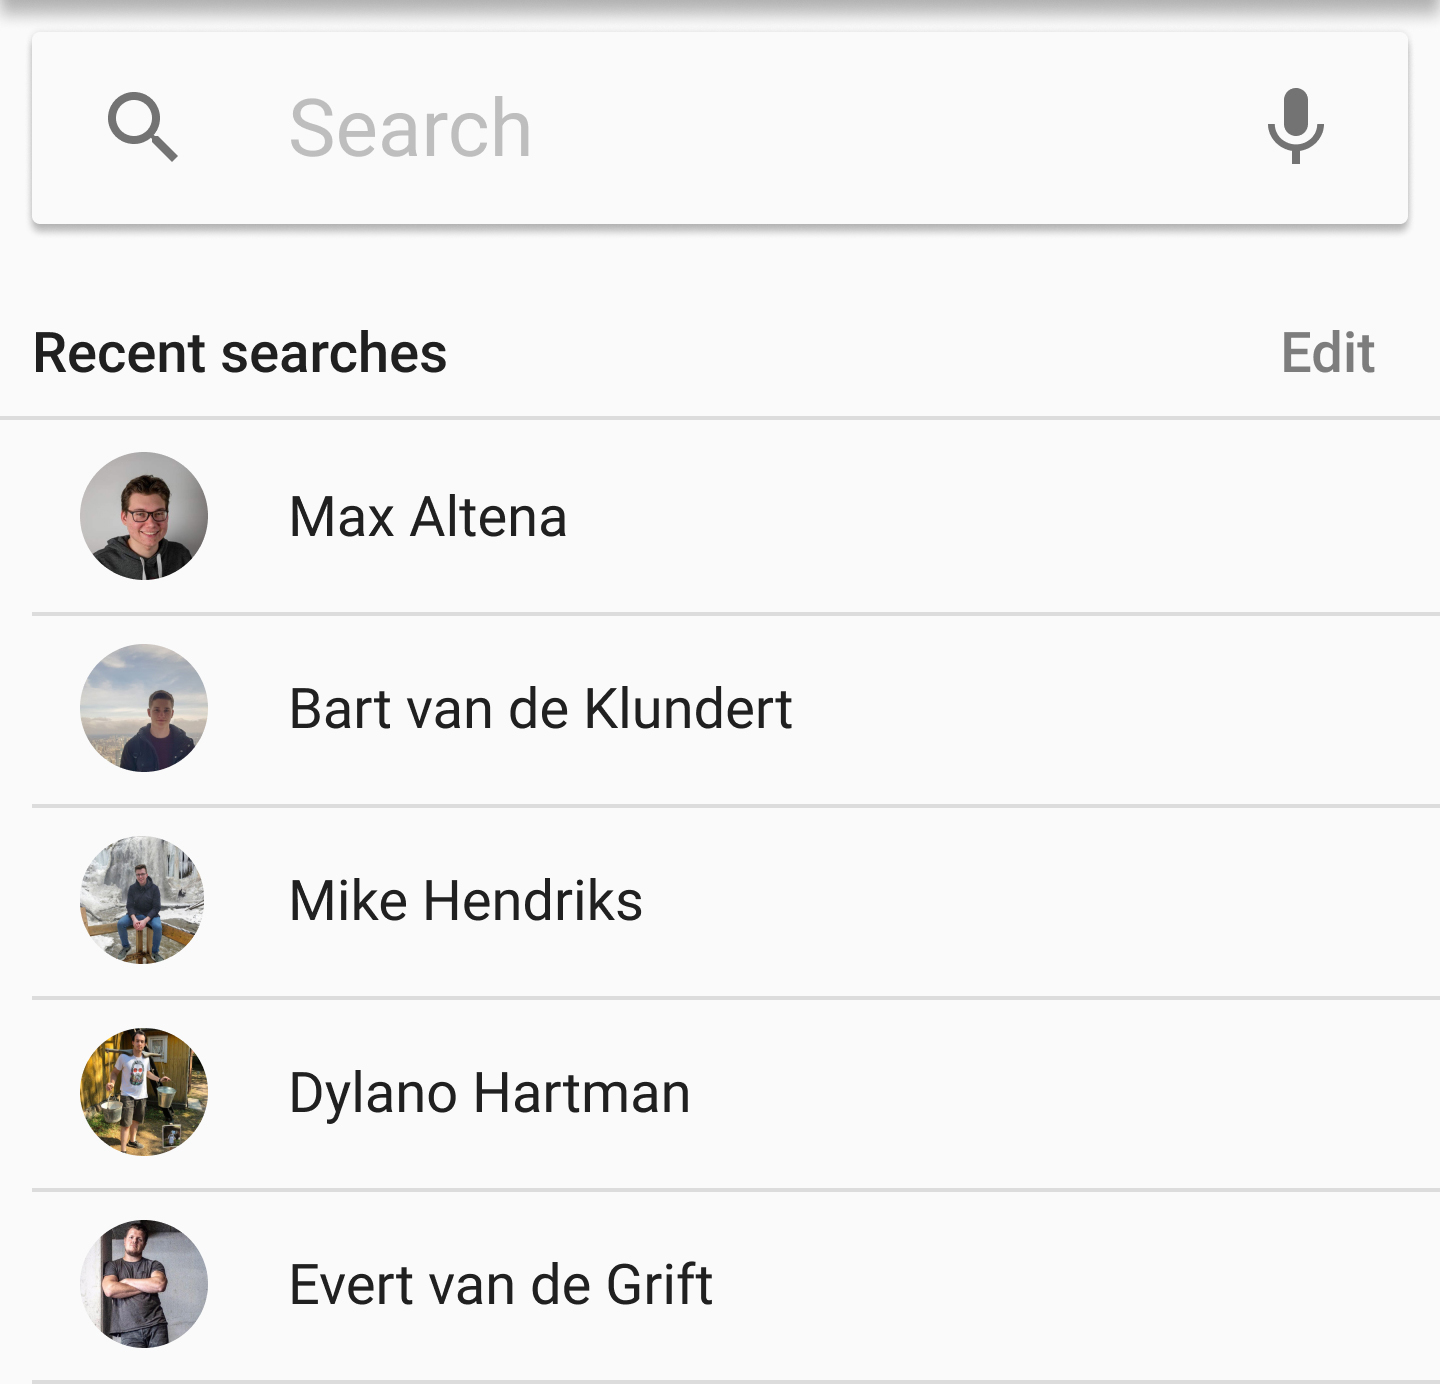 Search
Recent searches
Edit
Max Altena
Bart van de Klundert
Mike Hendriks
Dylano Hartman
Evert van de Grift